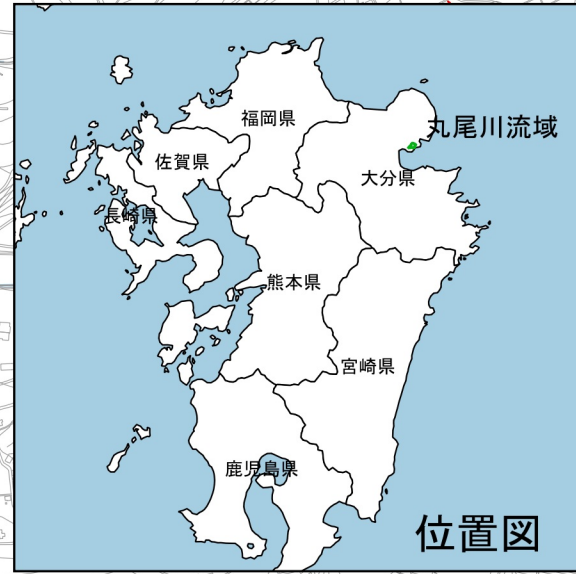 福岡県
丸尾川流域
佐賀県
大分県
長崎県
熊本県
宮崎県
鹿児島県
位置図